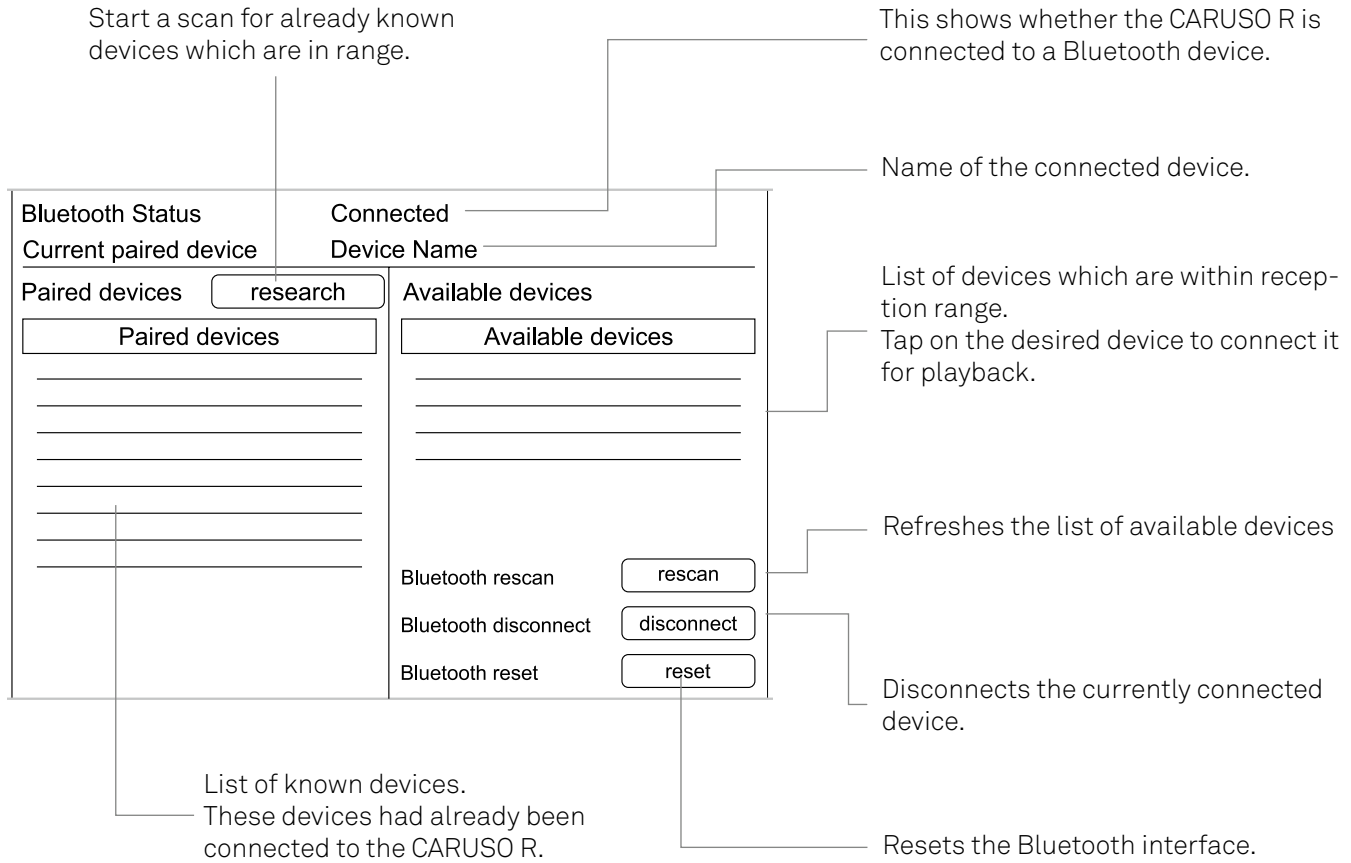 Start a scan for already known
devices which are in range.
This shows whether the CARUSO R is
connected to a Bluetooth device.
Name of the connected device.
Bluetooth Status Connected
Current paired device Device Name
Paired devices research Available devices
Paired devices Available devices
List of devices which are within recep-
tion range.
Tap on the desired device to connect it
for playback.
Refreshes the list of available devices
Bluetooth rescan rescan
Bluetooth disconnect disconnect
Bluetooth reset reset
Disconnects the currently connected
device.
List of known devices.
These devices had already been
connected to the CARUSO R.
Resets the Bluetooth interface.